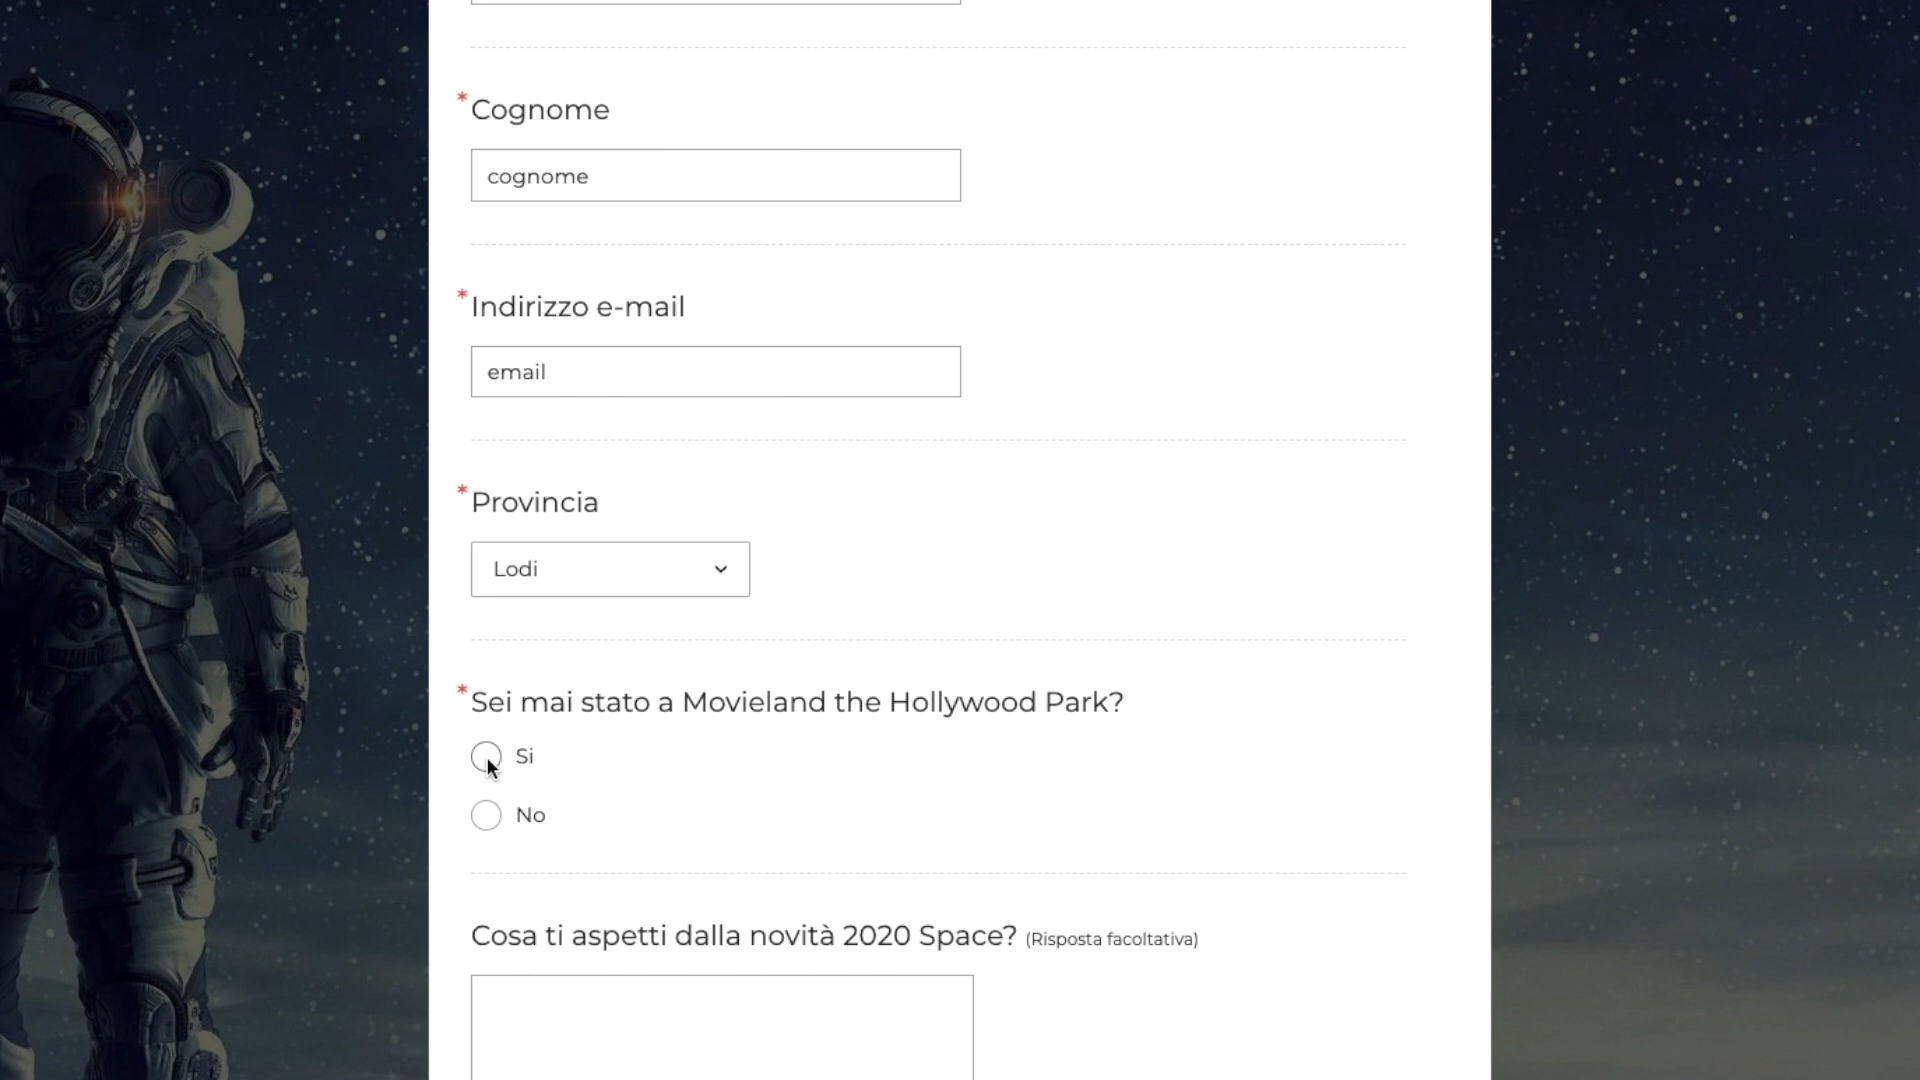 * Cognome
cognome
* Indirizzo e-mail
email
* Provincia
Lodi
* Sei mai stato a Movieland the Hollywood Park?
Si
No
Cosa ti aspetti dalla novità 2020 Space? (Risposta facoltativa)